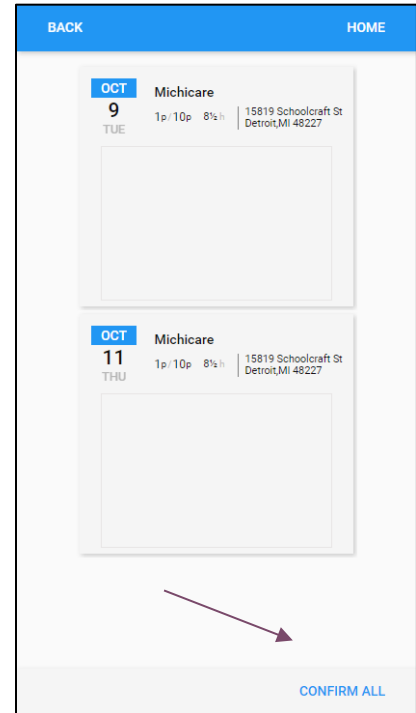 BACK HOME
OCT
9
TUE
Michicare
1p/10p 8½h
15819 Schoolcraft St
Detroit,MI 48227
OCT
11
THU
Michicare
1p/10p 8½h
15819 Schoolcraft St
Detroit,MI 48227
CONFIRM ALL